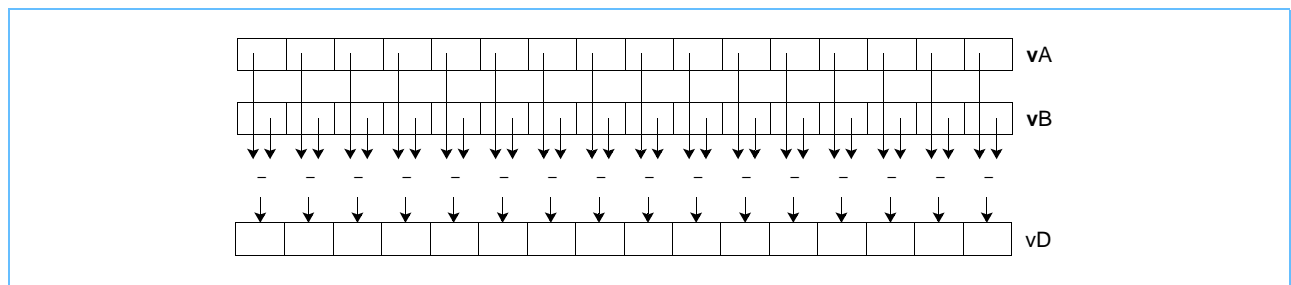 vA
vB
– – – – – – – – – – – – – – – –
vD